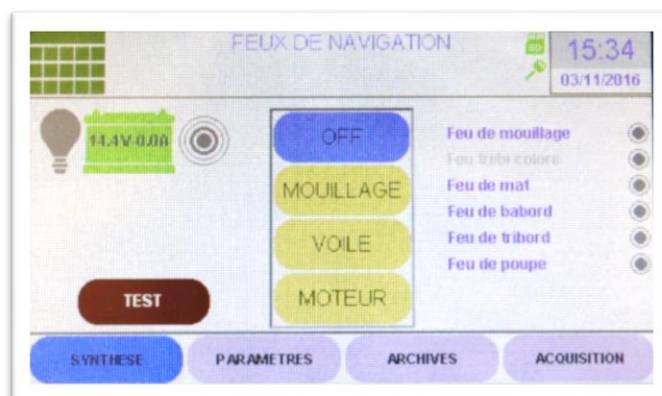 FEUX DE NAVIGATION
15:34
03/11/2016
14.4V-0.0A
OFF
MOUILLAGE
VOILE
MOTEUR
Feu de mouillage
Feu tribi colore
Feu de mat
Feu de babord
Feu de tribord
Feu de poupe
TEST
SYNTHESE
PARAMETRES
ARCHIVES
ACQUISITION